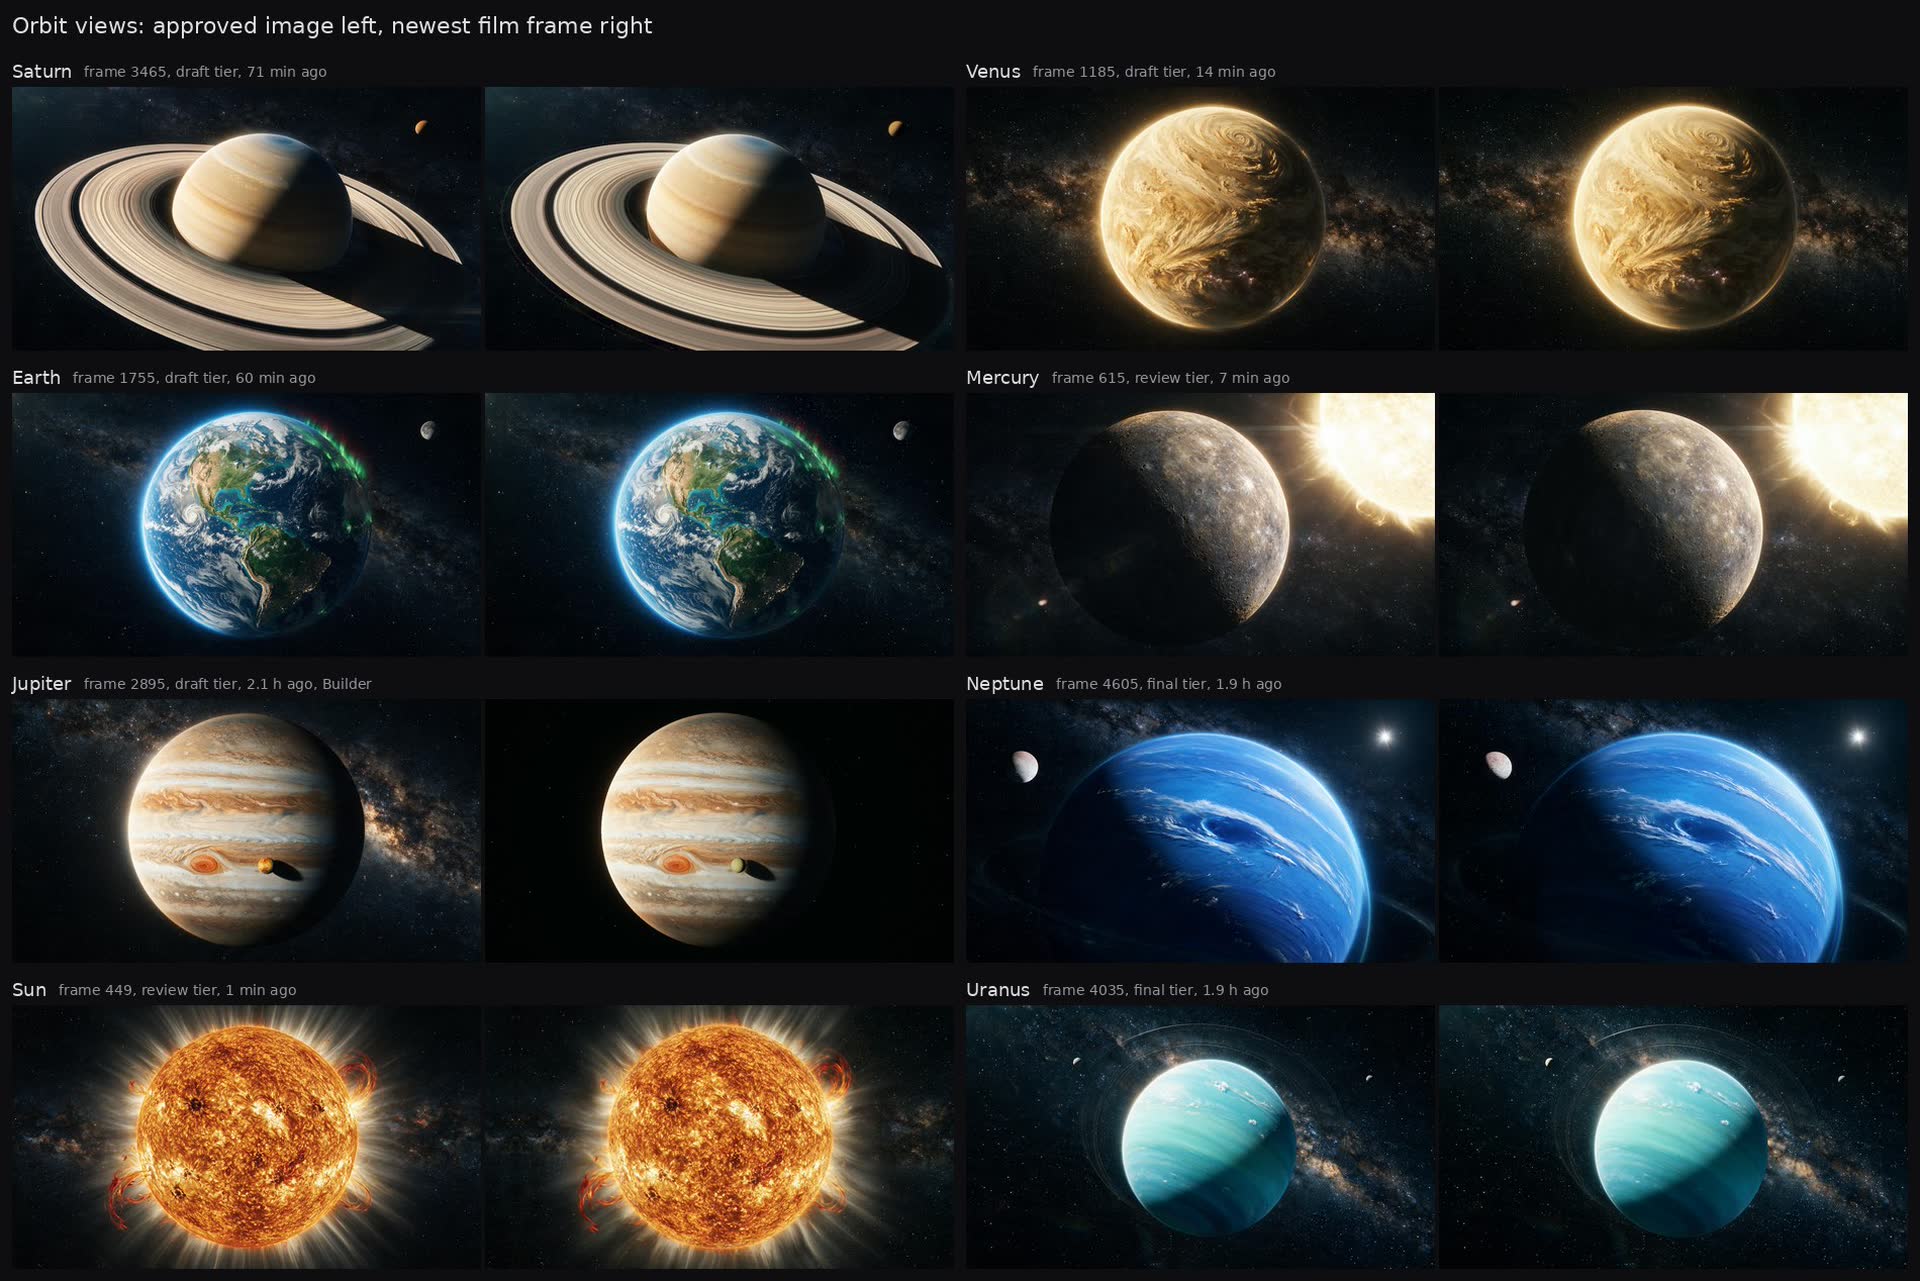 Orbit views: approved image left, newest film frame right
Saturn frame 3465, draft tier, 71 min ago
Venus frame 1185, draft tier, 14 min ago
Earth frame 1755, draft tier, 60 min ago
Mercury frame 615, review tier, 7 min ago
Jupiter frame 2895, draft tier, 2.1 h ago, Builder
Neptune frame 4605, final tier, 1.9 h ago
Sun frame 449, review tier, 1 min ago
Uranus frame 4035, final tier, 1.9 h ago